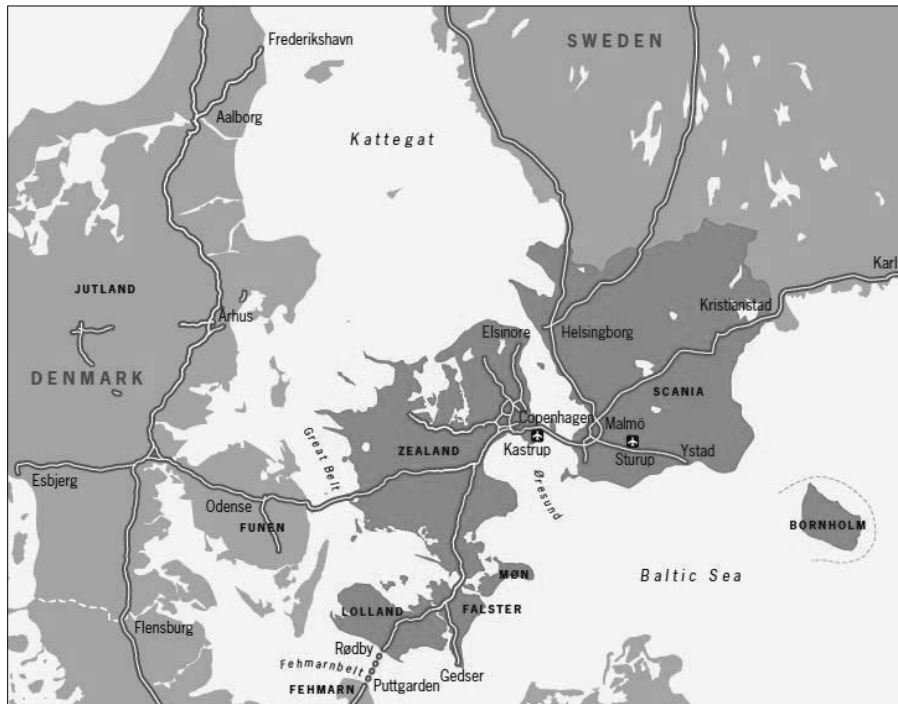 Frederikshavn
SWEDEN
Aalborg
Kattegat
Karl
JUTLAND
Kristianstad
Århus
Elsinore
Helsingborg
DENMARK
SCANIA
Copenhagen
Malmö
Great Belt
ZEALAND
Kastrup
Sturup
Ystad
Esbjerg
Øresund
Odense
FUNEN
BORNHOLM
MØN
Baltic Sea
LOLLAND
FALSTER
Flensburg
Rødby
Fehmarnbelt
Gedser
Puttgarden
FEHMARN